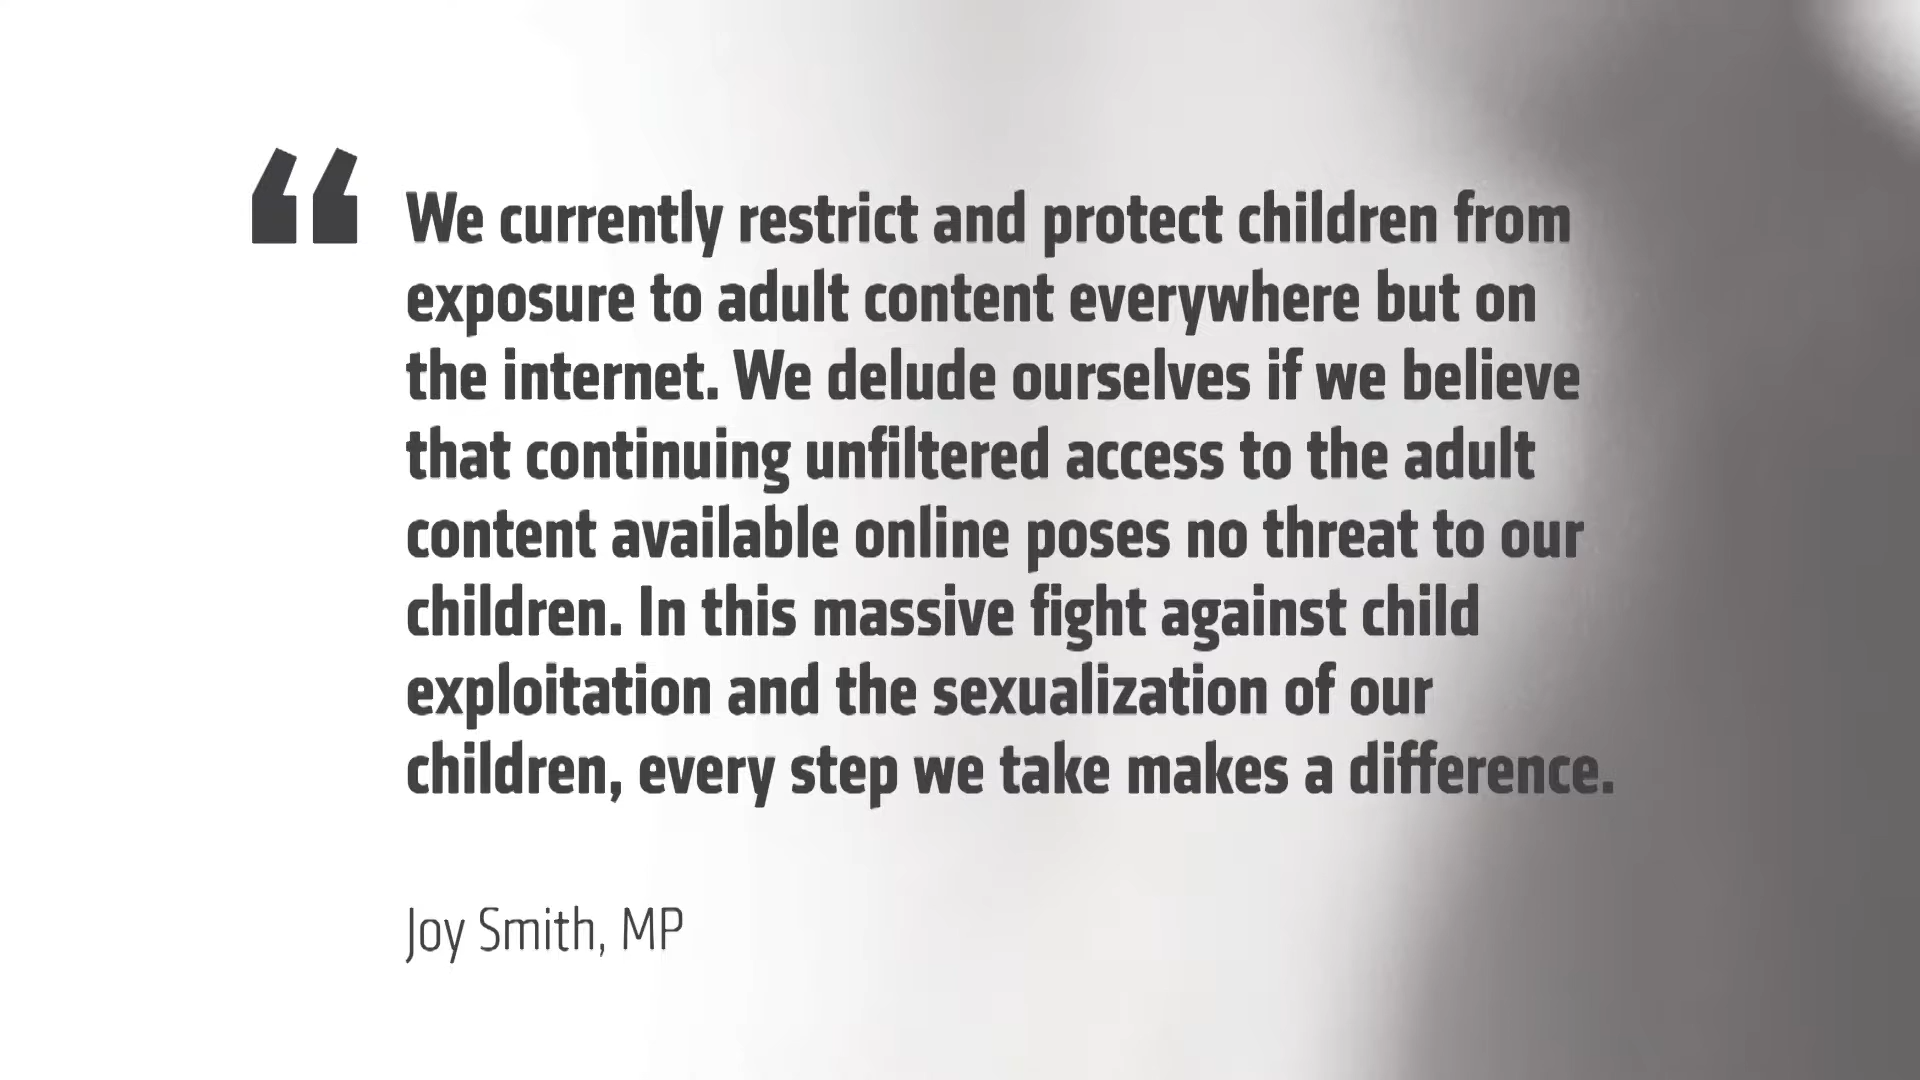 “We currently restrict and protect children from
exposure to adult content everywhere but on
the internet. We delude ourselves if we believe
that continuing unfiltered access to the adult
content available online poses no threat to our
children. In this massive fight against child
exploitation and the sexualization of our
children, every step we take makes a difference.
Joy Smith, MP